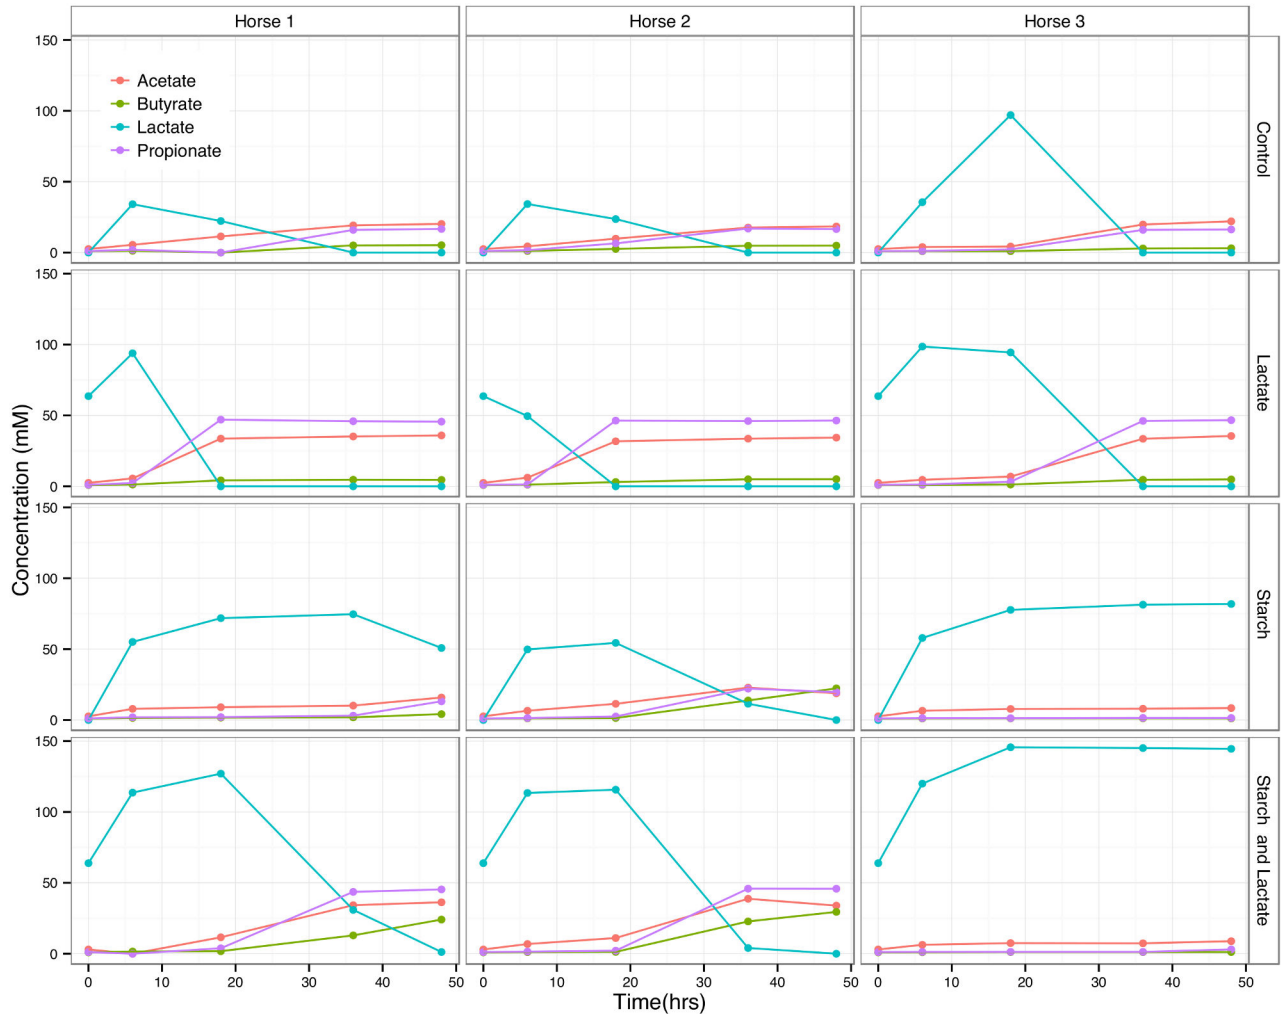 Horse 1 Horse 2 Horse 3
150
100
50
0
Acetate
Butyrate
Lactate
Propionate
Control
150
100
50
0
Lactate
150
100
50
0
Starch
150
100
50
0
Starch and Lactate
Concentration (mM)
0 10 20 30 40 50 0 10 20 30 40 50 0 10 20 30 40 50
Time(hrs)